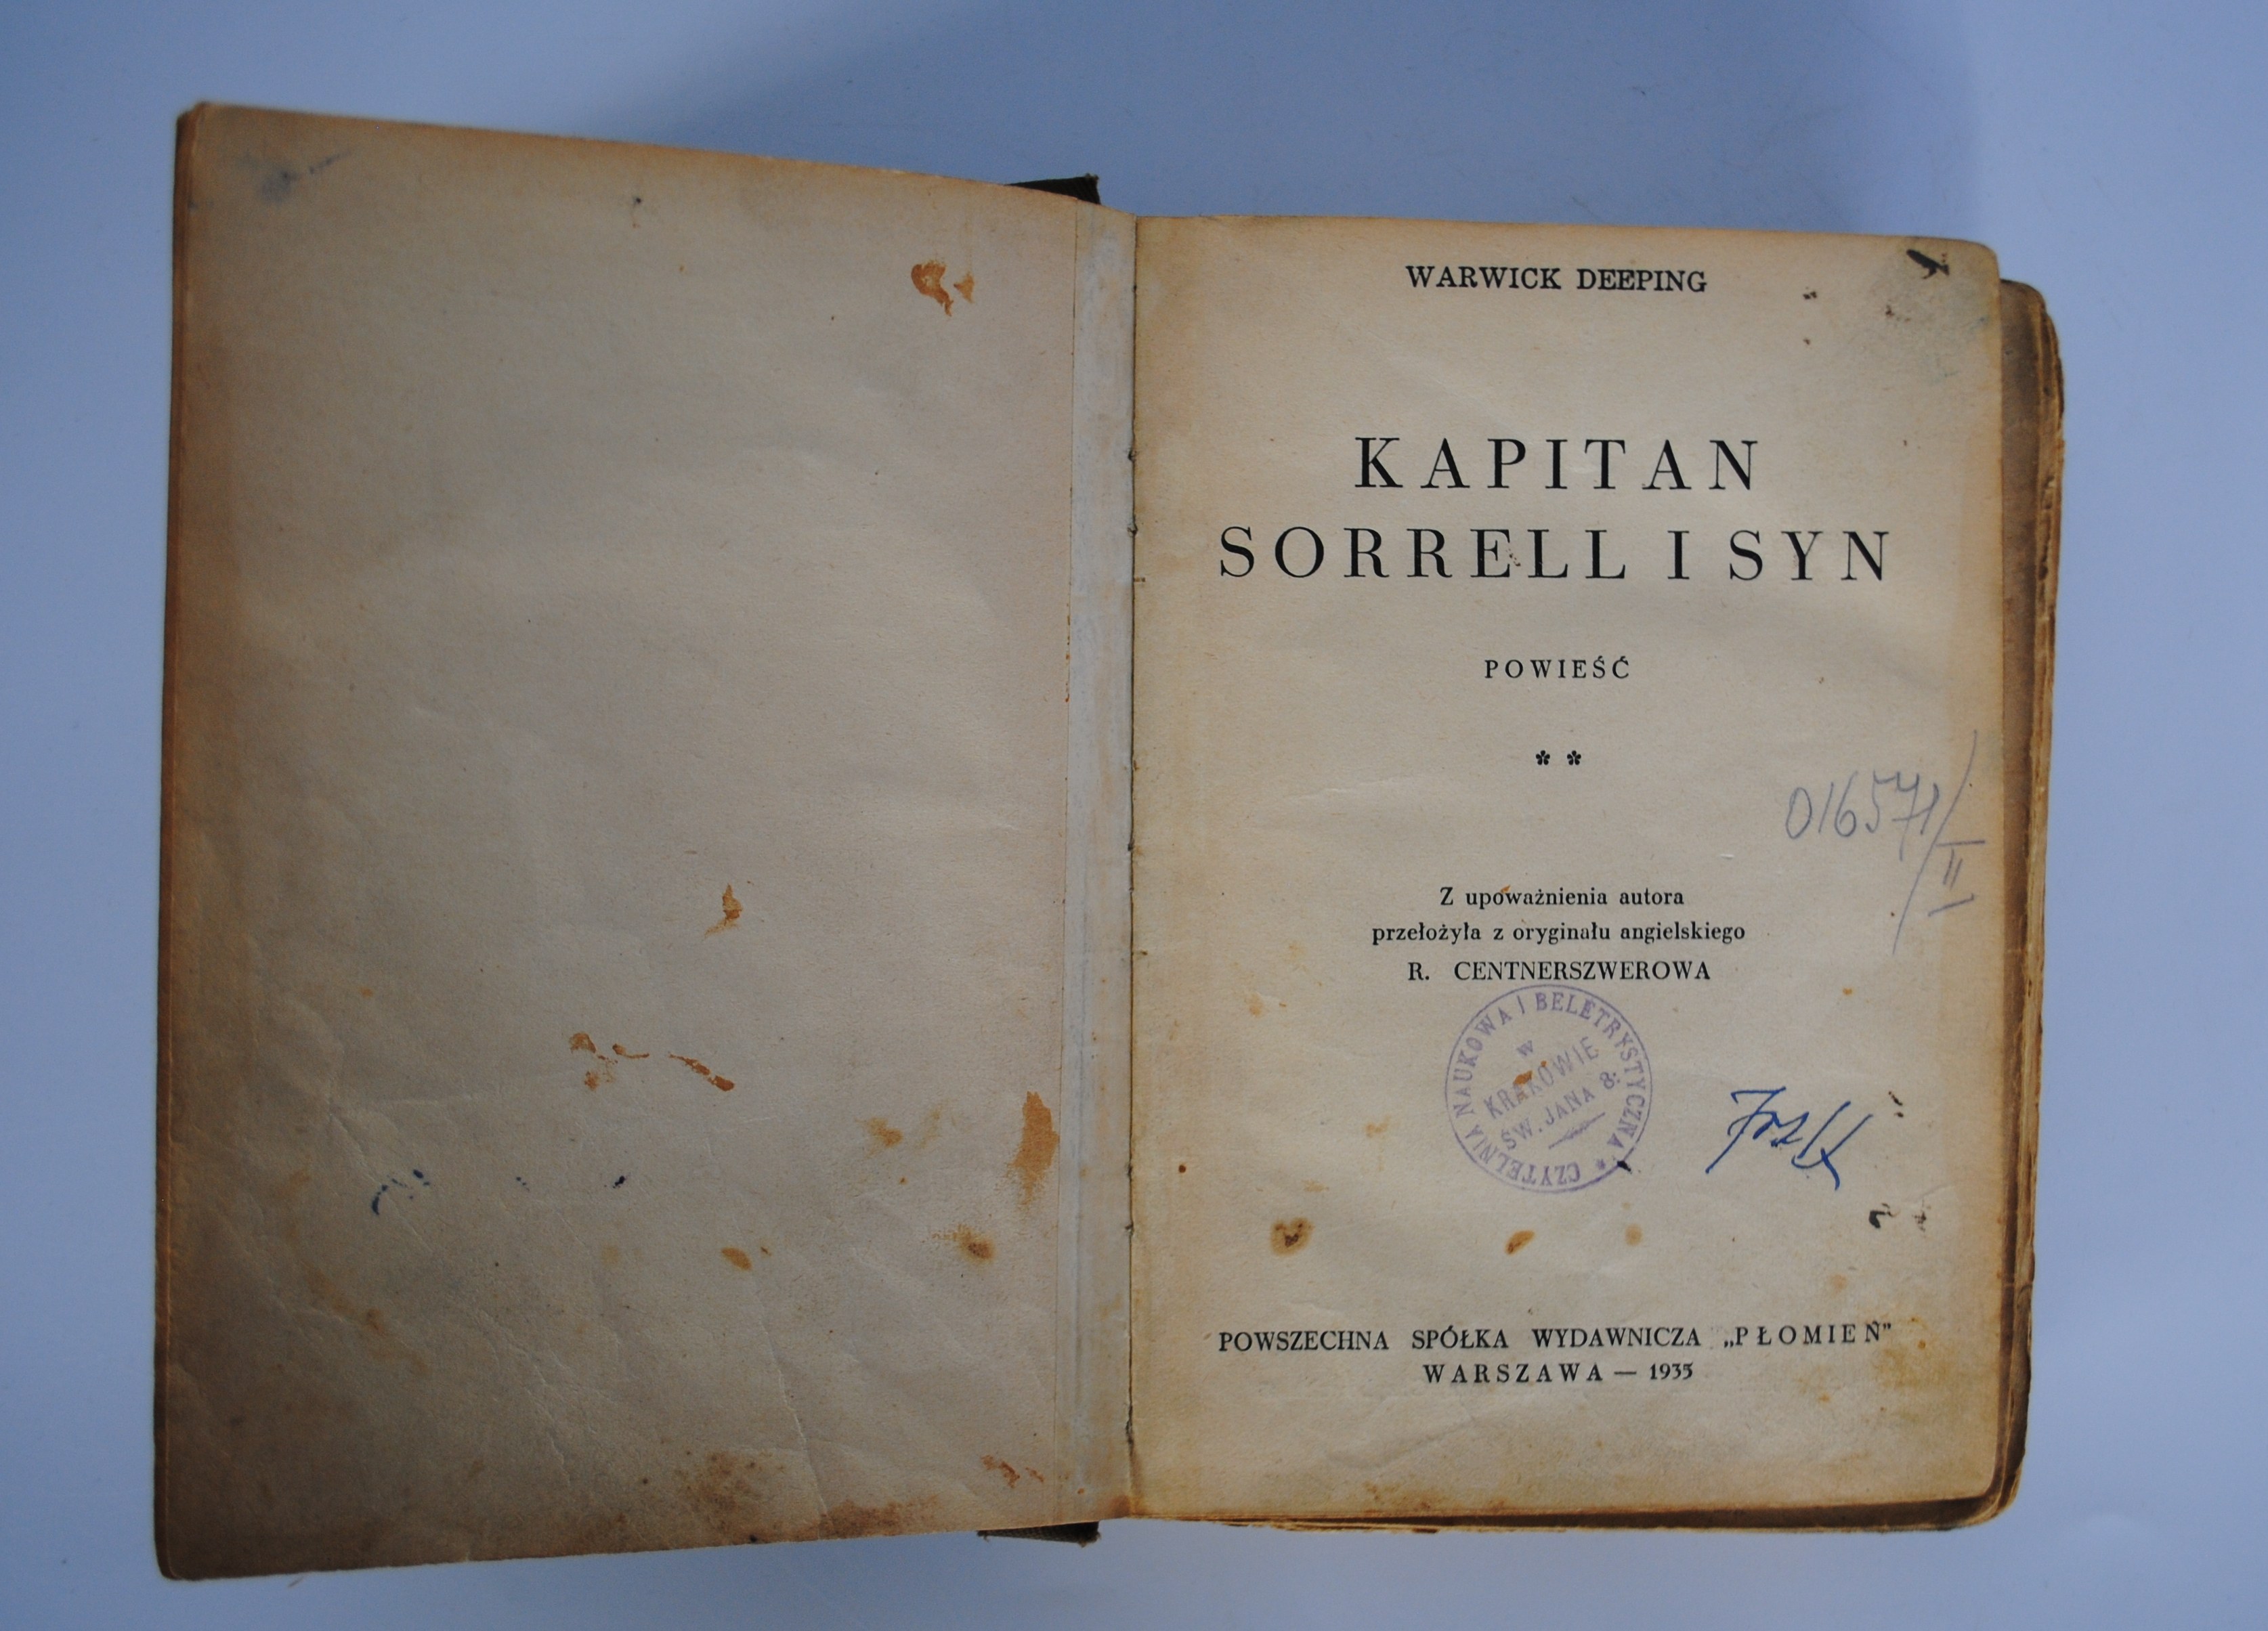 WARWICK DEEPING
KAPITAN
SORRELL I SYN
POWIEŚĆ
* *
Z upoważnienia autora
przełożyła z oryginału angielskiego
R. CENTNERSZWEROWA
016571/II
CZYTELNIA NAUKOWA I BELETRYSTYCZNA *
w
KRAKOWIE
ŚW. JANA 8
POWSZECHNA SPÓŁKA WYDAWNICZA „PŁOMIEŃ”
WARSZAWA — 1935